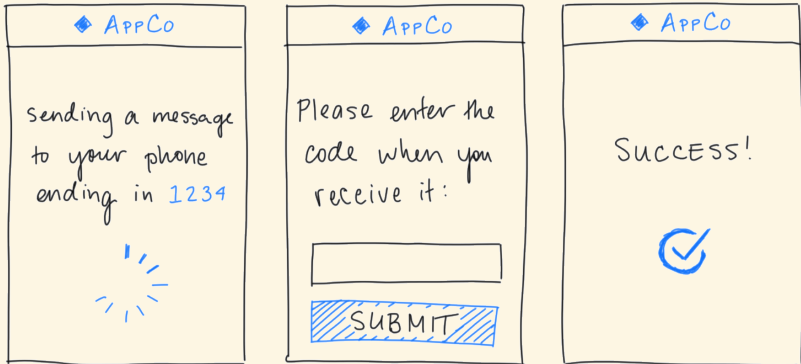 APPCO
sending a message
to your phone
ending in 1234
APPCO
Please enter the
code when you
receive it:
SUBMIT
APPCO
SUCCESS!